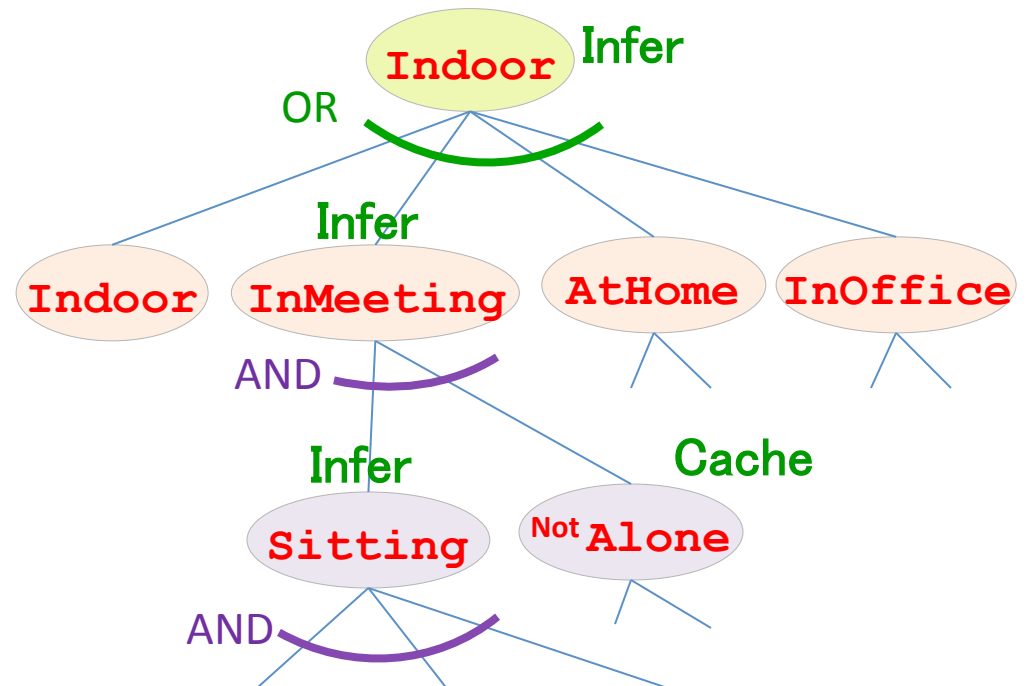 Indoor
Infer
OR
Infer
Indoor
InMeeting
AtHome
InOffice
AND
Infer
Cache
Sitting
Not Alone
AND